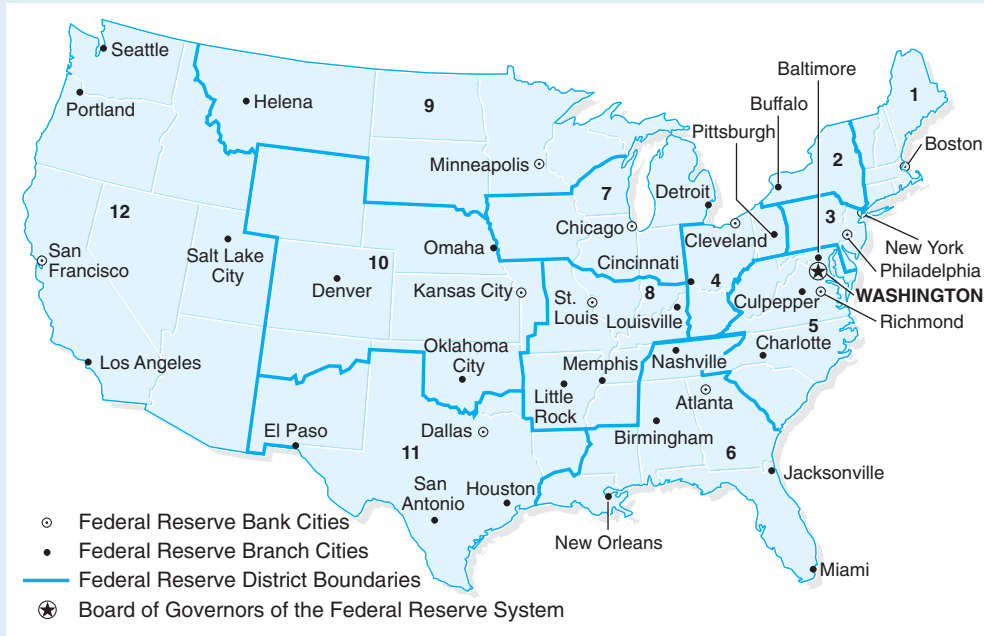 Seattle
Portland
Helena
9
Minneapolis
Baltimore
Buffalo
Pittsburgh
1
2
Boston
3
7
Detroit
Chicago
Cleveland
New York
Philadelphia
WASHINGTON
Richmond
12
San
Francisco
Salt Lake
City
10
Denver
Omaha
Kansas City
Cincinnati
4
St.
Louis
8
Louisville
Culpepper
5
Charlotte
Los Angeles
Oklahoma
City
Memphis
Nashville
Little
Rock
Atlanta
Birmingham
6
El Paso
Dallas
11
San
Antonio
Houston
New Orleans
Jacksonville
Miami
Federal Reserve Bank Cities
Federal Reserve Branch Cities
Federal Reserve District Boundaries
Board of Governors of the Federal Reserve System